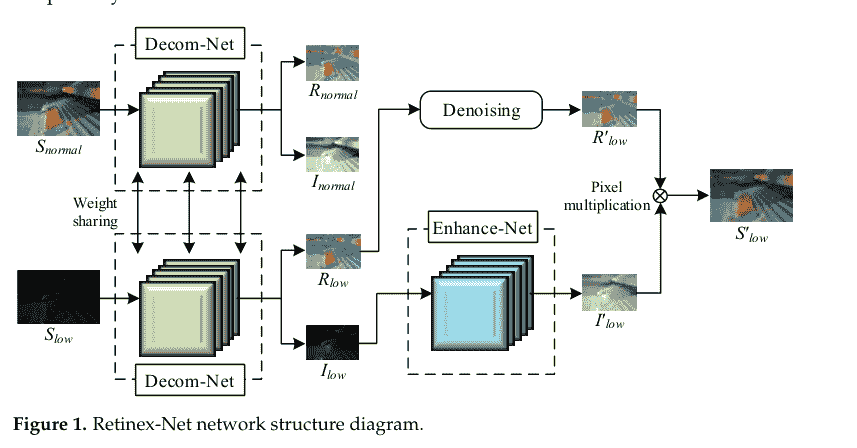 Decom-Net
S_normal
R_normal
I_normal
Weight
sharing
Denoising
R'_low
Pixel
multiplication
S'_low
Enhance-Net
S_low
R_low
I_low
I'_low
Decom-Net
Figure 1. Retinex-Net network structure diagram.